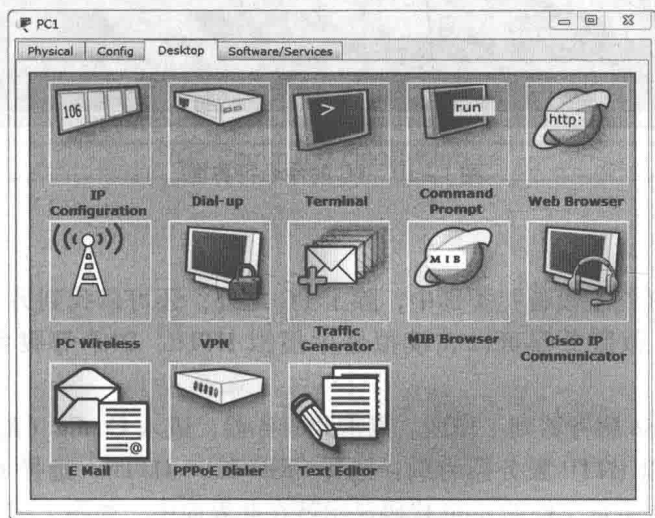 PC1
Physical Config Desktop Software/Services
106
>
run
http:
IP
Configuration
Dial-up
Terminal
Command
Prompt
Web Browser
MIB
PC Wireless
VPN
Traffic
Generator
MIB Browser
Cisco IP
Communicator
@
E Mail
PPPoE Dialer
Text Editor